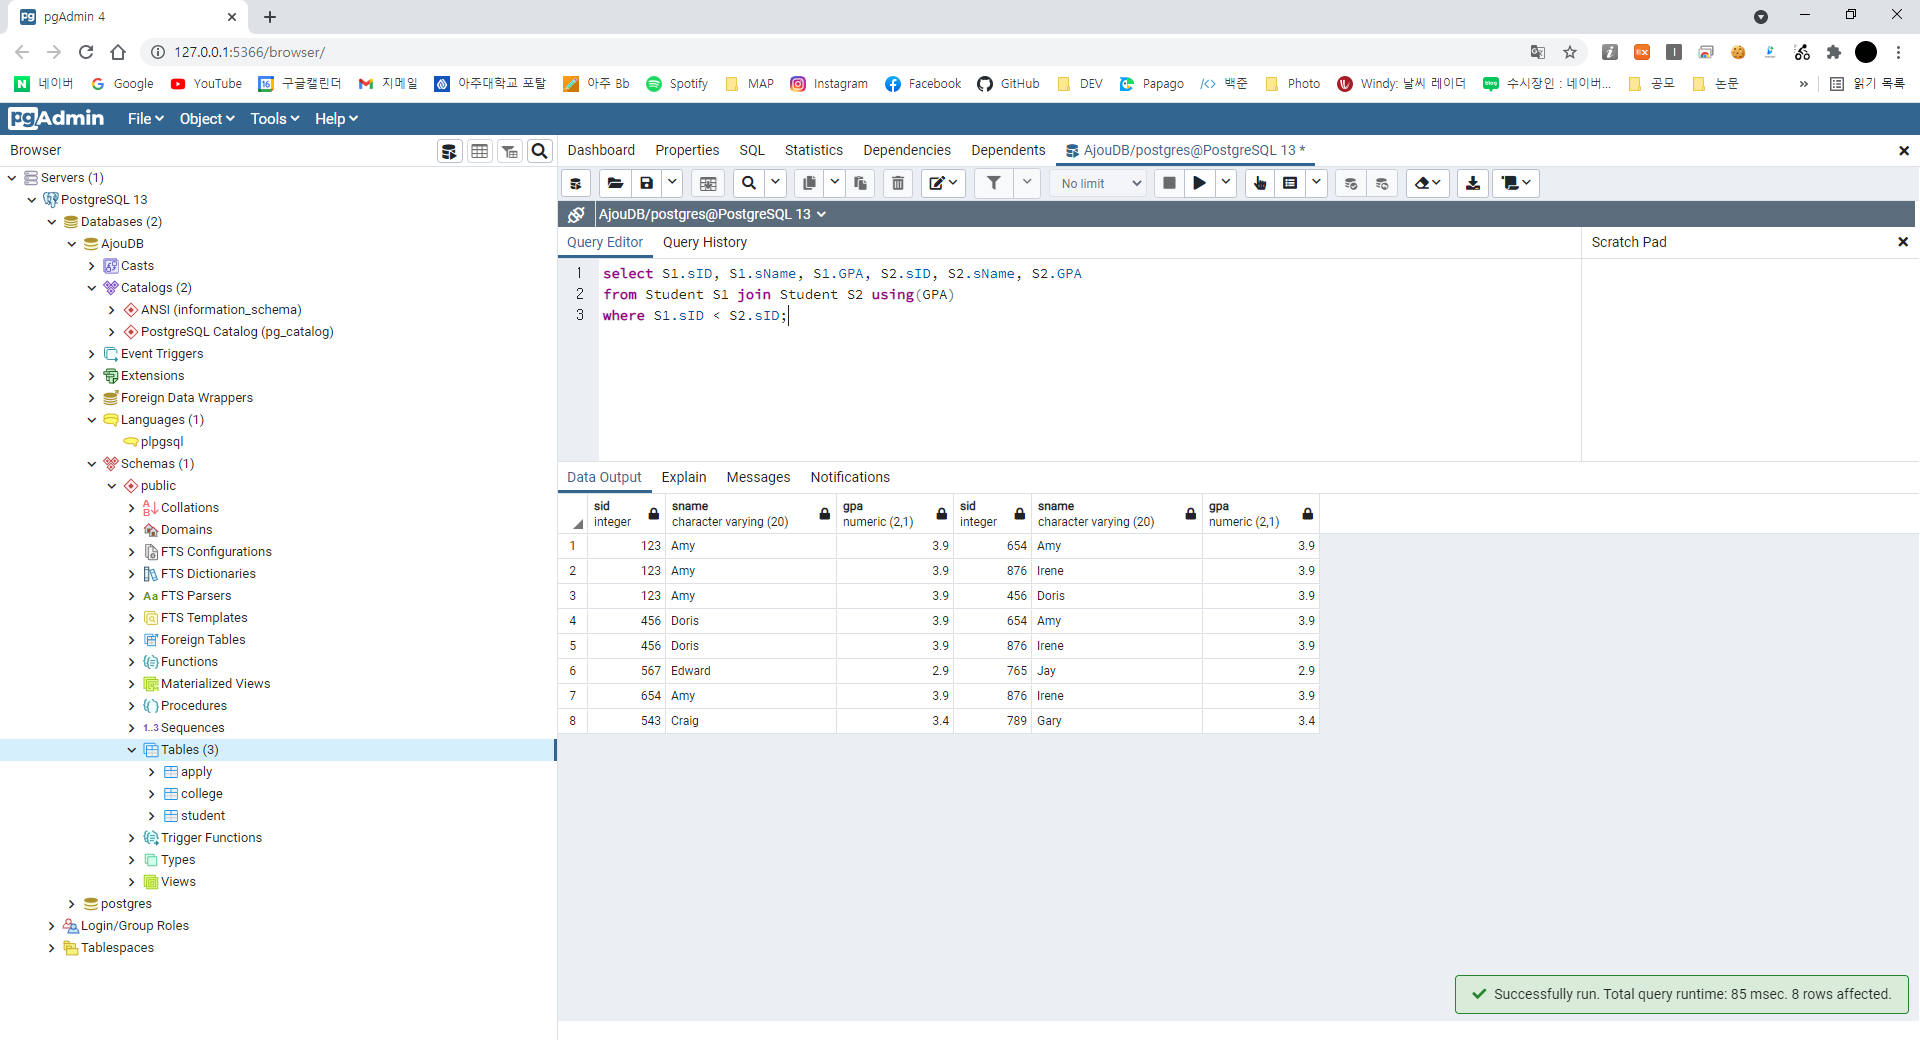 pgAdmin 4
127.0.0.1:5366/browser/
네이버 Google YouTube 구글캘린더 지메일 아주대학교 포탈 아주 Bb Spotify MAP Instagram Facebook GitHub DEV Papago 백준 Photo Windy: 날씨 레이더 수시장인 : 네이버... 공모 논문 » 읽기 목록
pgAdmin File Object Tools Help
Browser
Dashboard Properties SQL Statistics Dependencies Dependents AjouDB/postgres@PostgreSQL 13 *
No limit
AjouDB/postgres@PostgreSQL 13
Query Editor Query History
Scratch Pad
1 select S1.sID, S1.sName, S1.GPA, S2.sID, S2.sName, S2.GPA
2 from Student S1 join Student S2 using(GPA)
3 where S1.sID < S2.sID;
Servers (1)
PostgreSQL 13
Databases (2)
AjouDB
Casts
Catalogs (2)
ANSI (information_schema)
PostgreSQL Catalog (pg_catalog)
Event Triggers
Extensions
Foreign Data Wrappers
Languages (1)
plpgsql
Schemas (1)
public
Collations
Domains
FTS Configurations
FTS Dictionaries
FTS Parsers
FTS Templates
Foreign Tables
Functions
Materialized Views
Procedures
Sequences
Tables (3)
apply
college
student
Trigger Functions
Types
Views
postgres
Login/Group Roles
Tablespaces
Data Output Explain Messages Notifications
sid sname gpa sid sname gpa
integer character varying (20) numeric (2,1) integer character varying (20) numeric (2,1)
1 123 Amy 3.9 654 Amy 3.9
2 123 Amy 3.9 876 Irene 3.9
3 123 Amy 3.9 456 Doris 3.9
4 456 Doris 3.9 654 Amy 3.9
5 456 Doris 3.9 876 Irene 3.9
6 567 Edward 2.9 765 Jay 2.9
7 654 Amy 3.9 876 Irene 3.9
8 543 Craig 3.4 789 Gary 3.4
Successfully run. Total query runtime: 85 msec. 8 rows affected.